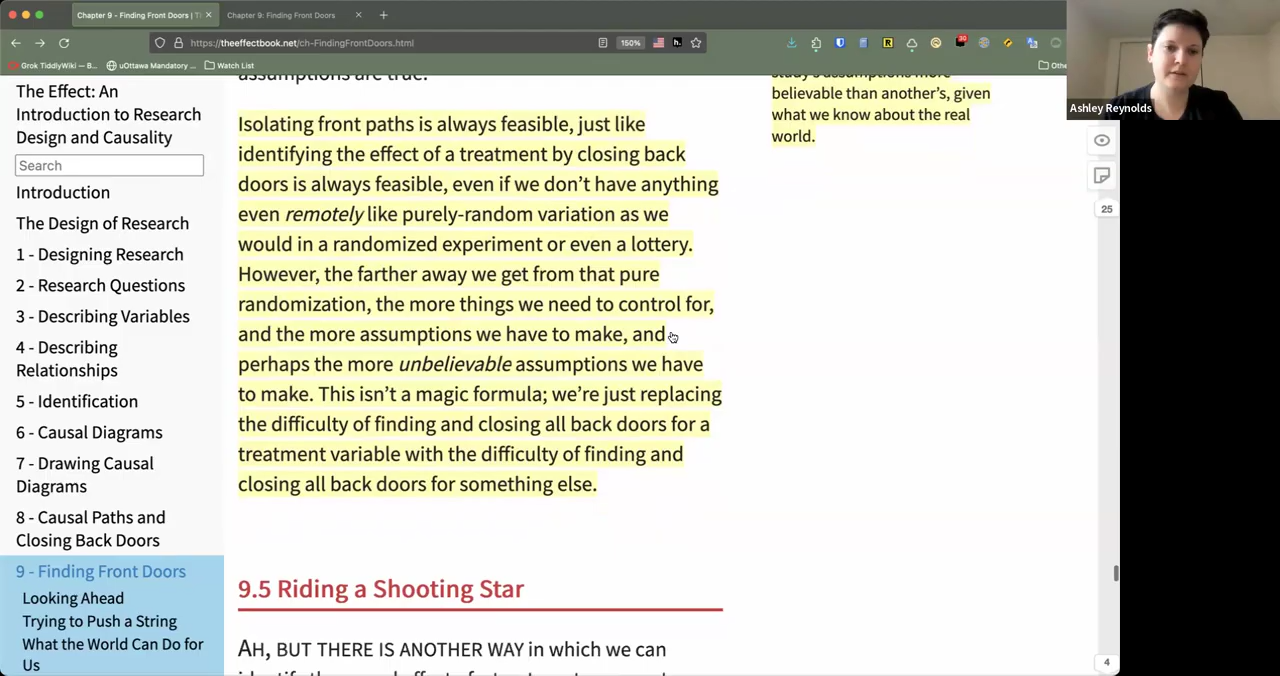 Chapter 9 - Finding Front Doors | Th
Chapter 9: Finding Front Doors
https://theeffectbook.net/ch-FindingFrontDoors.html
150%
30
Grok TiddlyWiki — B...
uOttawa Mandatory ...
Watch List
Othe
Ashley Reynolds
The Effect: An
Introduction to Research
Design and Causality
Search
Introduction
The Design of Research
1 - Designing Research
2 - Research Questions
3 - Describing Variables
4 - Describing
Relationships
5 - Identification
6 - Causal Diagrams
7 - Drawing Causal
Diagrams
8 - Causal Paths and
Closing Back Doors
9 - Finding Front Doors
Looking Ahead
Trying to Push a String
What the World Can Do for
Us
assumptions are true.
Isolating front paths is always feasible, just like
identifying the effect of a treatment by closing back
doors is always feasible, even if we don’t have anything
even remotely like purely-random variation as we
would in a randomized experiment or even a lottery.
However, the farther away we get from that pure
randomization, the more things we need to control for,
and the more assumptions we have to make, and
perhaps the more unbelievable assumptions we have
to make. This isn’t a magic formula; we’re just replacing
the difficulty of finding and closing all back doors for a
treatment variable with the difficulty of finding and
closing all back doors for something else.
9.5 Riding a Shooting Star
AH, BUT THERE IS ANOTHER WAY in which we can
study’s assumptions more
believable than another’s, given
what we know about the real
world.
25
4